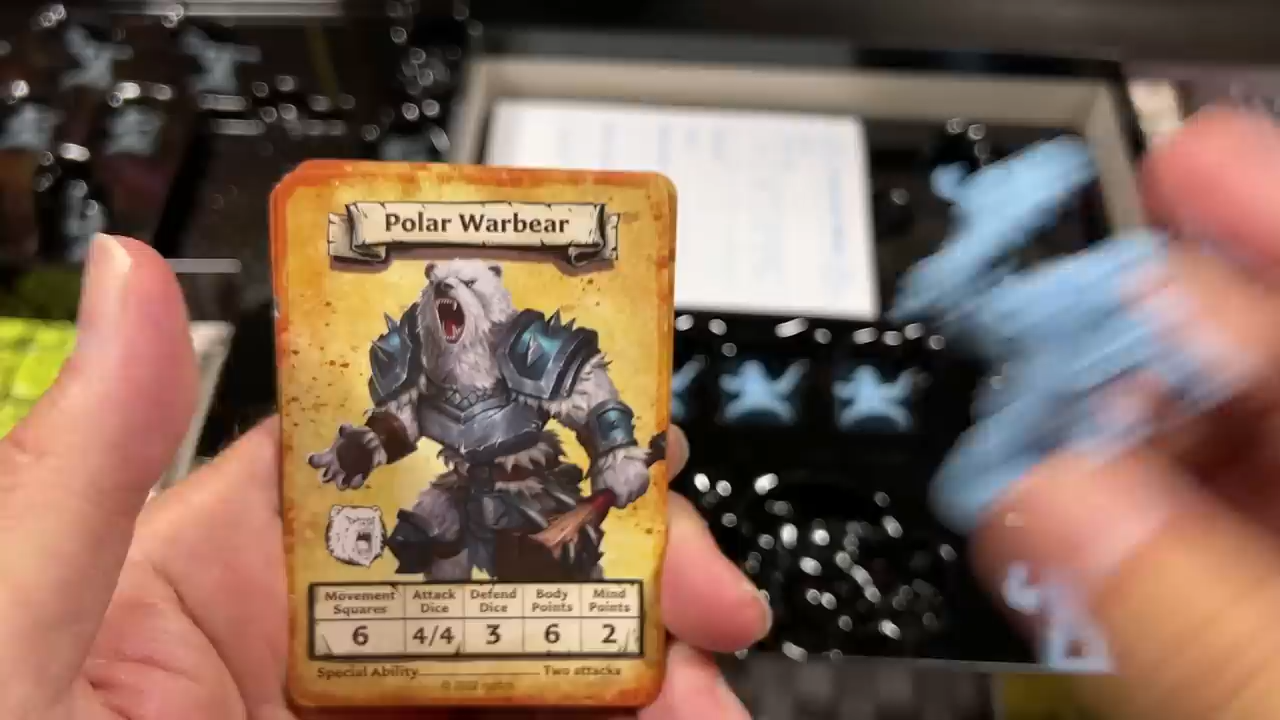 Polar Warbear
Movement Squares Attack Dice Defend Dice Body Points Mind Points
6 4/4 3 6 2
Special Ability Two attacks